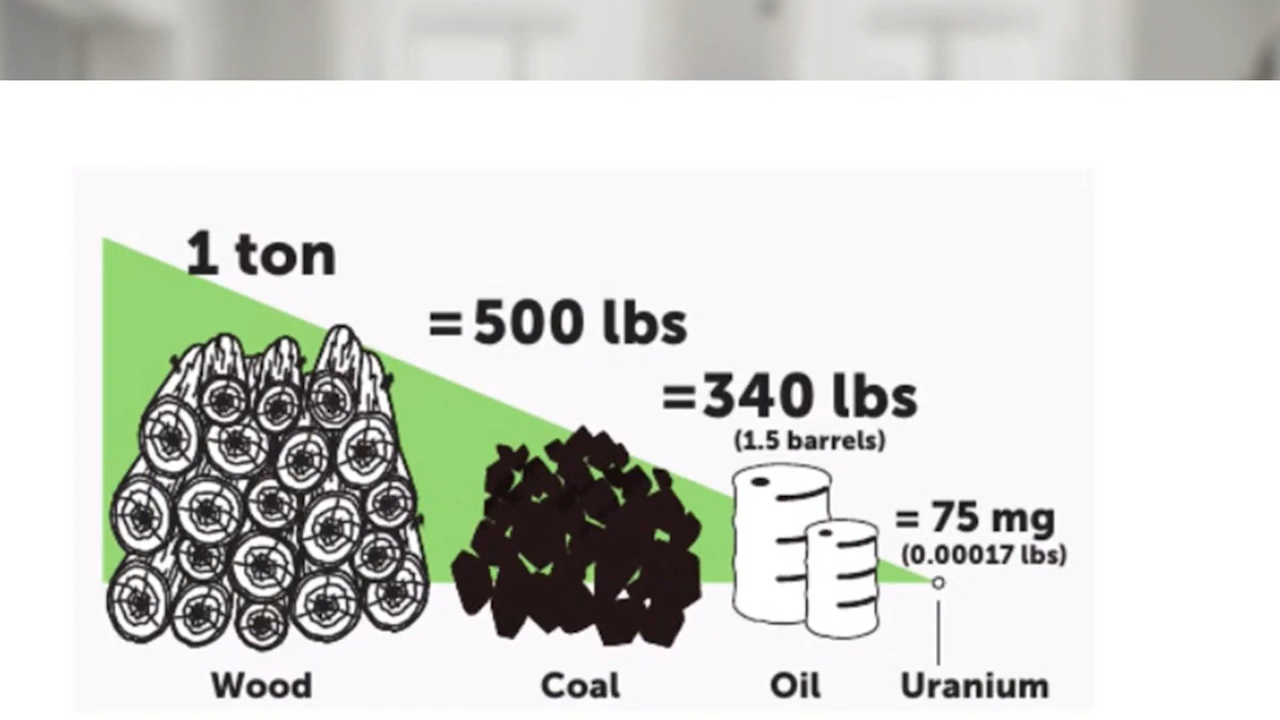 1 ton
= 500 lbs
=340 lbs
(1.5 barrels)
= 75 mg
(0.00017 lbs)
Wood
Coal
Oil
Uranium